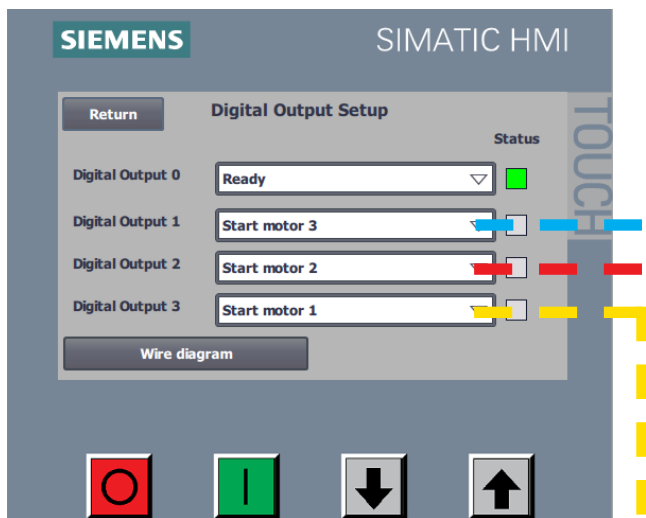 SIEMENS
SIMATIC HMI
TOUCH
Return
Digital Output Setup
Status
Digital Output 0
Ready
Digital Output 1
Start motor 3
Digital Output 2
Start motor 2
Digital Output 3
Start motor 1
Wire diagram